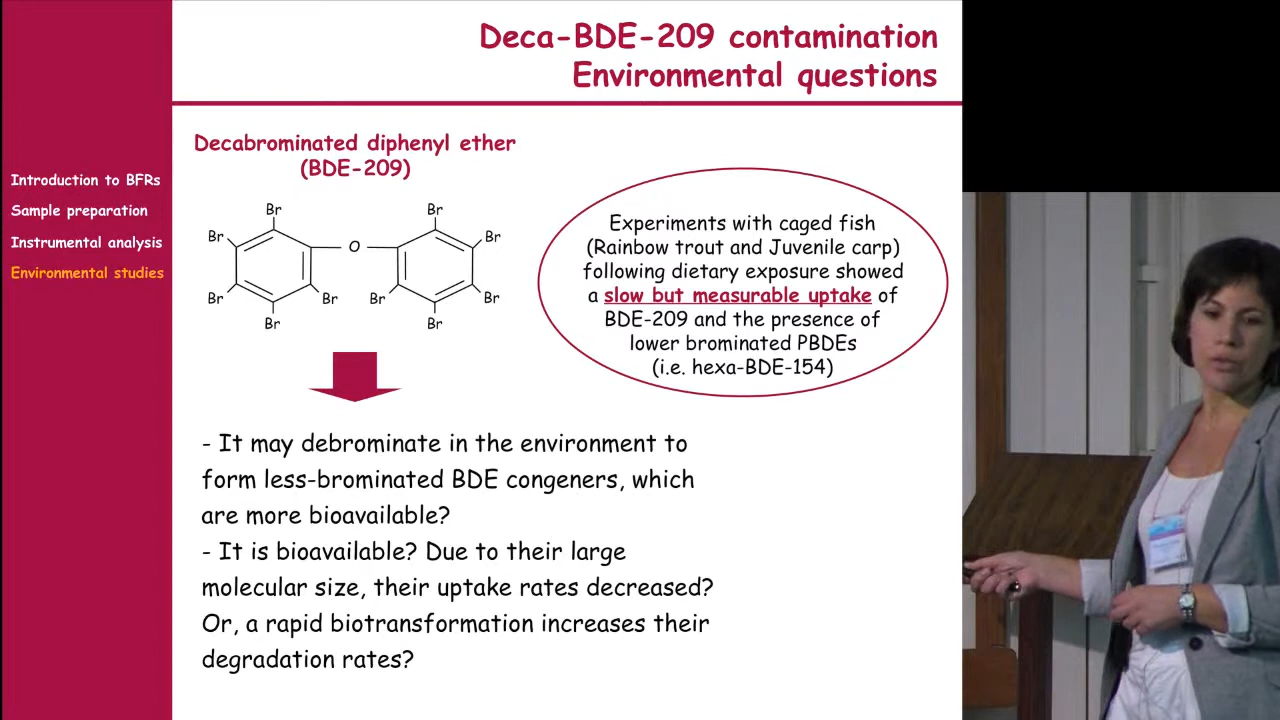 Deca-BDE-209 contamination
Environmental questions
Introduction to BFRs
Sample preparation
Instrumental analysis
Environmental studies
Decabrominated diphenyl ether
(BDE-209)
Br
Br
Br
Br
O
Br
Br
Br
Br
Br
Br
Experiments with caged fish
(Rainbow trout and Juvenile carp)
following dietary exposure showed
a slow but measurable uptake of
BDE-209 and the presence of
lower brominated PBDEs
(i.e. hexa-BDE-154)
- It may debrominate in the environment to
form less-brominated BDE congeners, which
are more bioavailable?
- It is bioavailable? Due to their large
molecular size, their uptake rates decreased?
Or, a rapid biotransformation increases their
degradation rates?